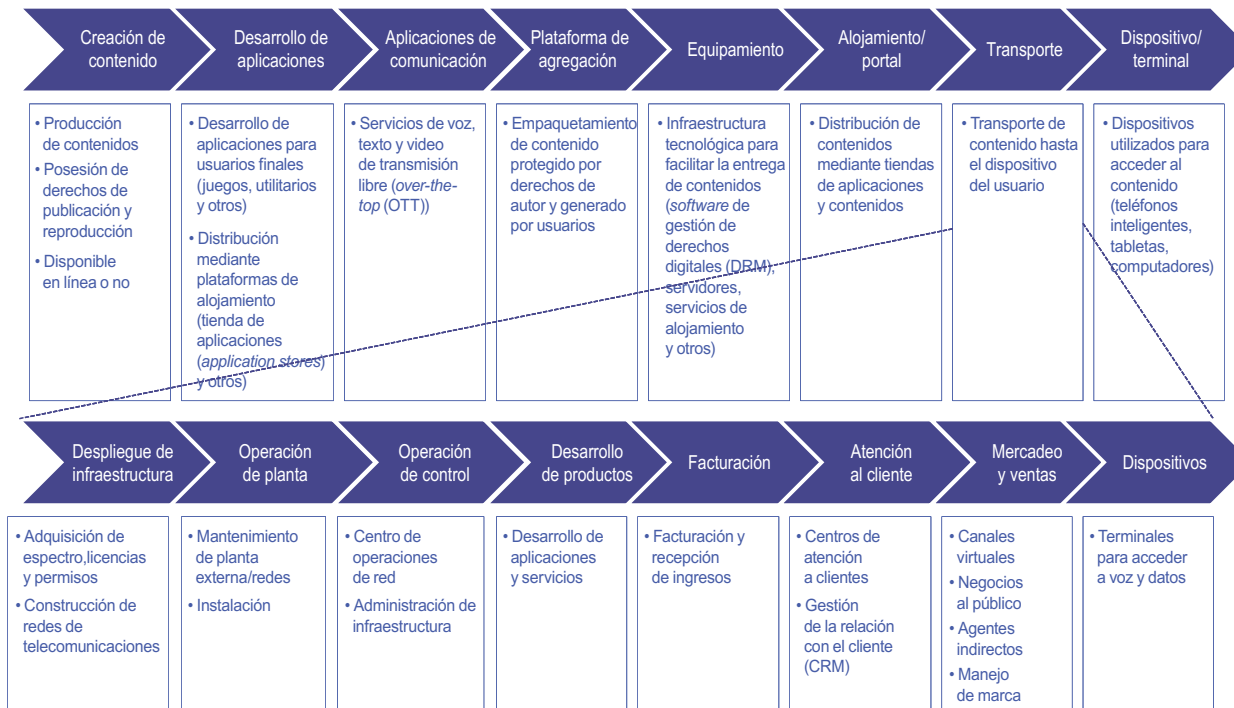 Creación de
contenido
Desarrollo de
aplicaciones
Aplicaciones de
comunicación
Plataforma de
agregación
Equipamiento
Alojamiento/
portal
Transporte
Dispositivo/
terminal
• Producción
de contenidos
• Posesión de
derechos de
publicación y
reproducción
• Disponible
en línea o no
• Desarrollo de
aplicaciones para
usuarios finales
(juegos, utilitarios
y otros)
• Distribución
mediante
plataformas de
alojamiento
(tienda de
aplicaciones
(application stores)
y otros)
• Servicios de voz,
texto y video
de transmisión
libre (over-the-
top (OTT))
• Empaquetamiento
de contenido
protegido por
derechos de
autor y generado
por usuarios
• Infraestructura
tecnológica para
facilitar la entrega
de contenidos
(software de
gestión de
derechos
digitales (DRM),
servidores,
servicios de
alojamiento
y otros)
• Distribución de
contenidos
mediante tiendas
de aplicaciones
y contenidos
• Transporte de
contenido hasta
el dispositivo
del usuario
• Dispositivos
utilizados para
acceder al
contenido
(teléfonos
inteligentes,
tabletas,
computadores)
Despliegue de
infraestructura
Operación
de planta
Operación
de control
Desarrollo
de productos
Facturación
Atención
al cliente
Mercadeo
y ventas
Dispositivos
• Adquisición de
espectro,licencias
y permisos
• Construcción de
redes de
telecomunicaciones
• Mantenimiento
de planta
externa/redes
• Instalación
• Centro de
operaciones
de red
• Administración de
infraestructura
• Desarrollo de
aplicaciones
y servicios
• Facturación y
recepción
de ingresos
• Centros de
atención
a clientes
• Gestión
de la relación
con el cliente
(CRM)
• Canales
virtuales
• Negocios
al público
• Agentes
indirectos
• Manejo
de marca
• Terminales
para acceder
a voz y datos